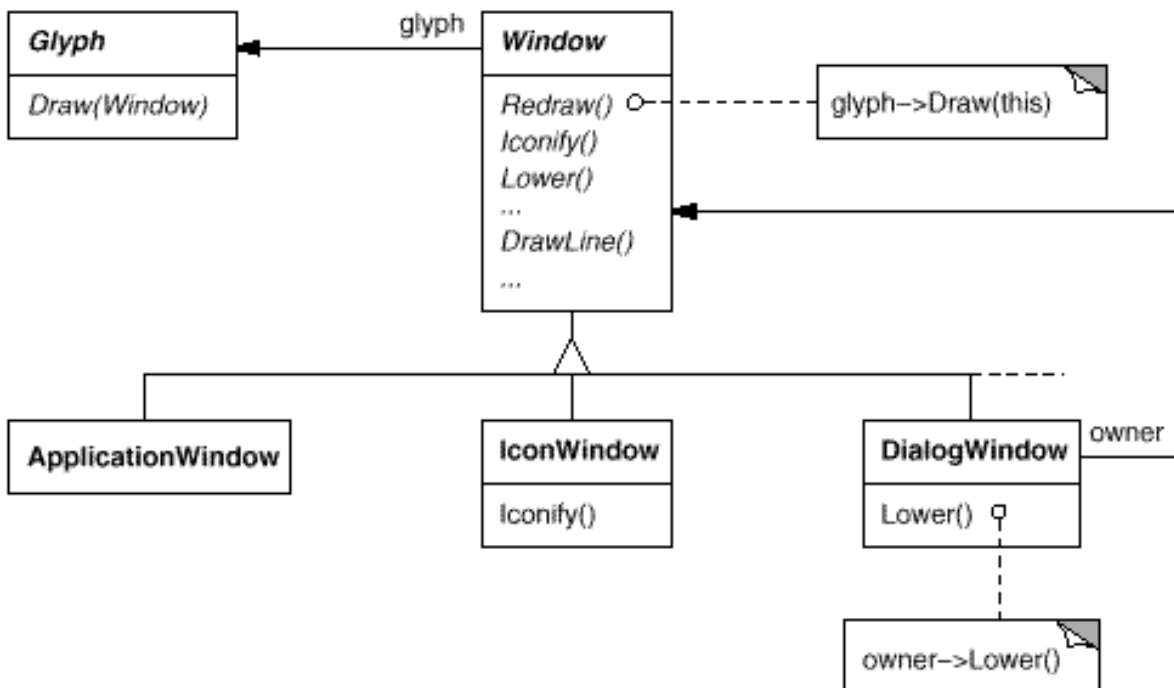 Glyph
Draw(Window)
glyph
Window
Redraw()
Iconify()
Lower()
...
DrawLine()
...
glyph->Draw(this)
ApplicationWindow
IconWindow
Iconify()
DialogWindow
Lower()
owner
owner->Lower()